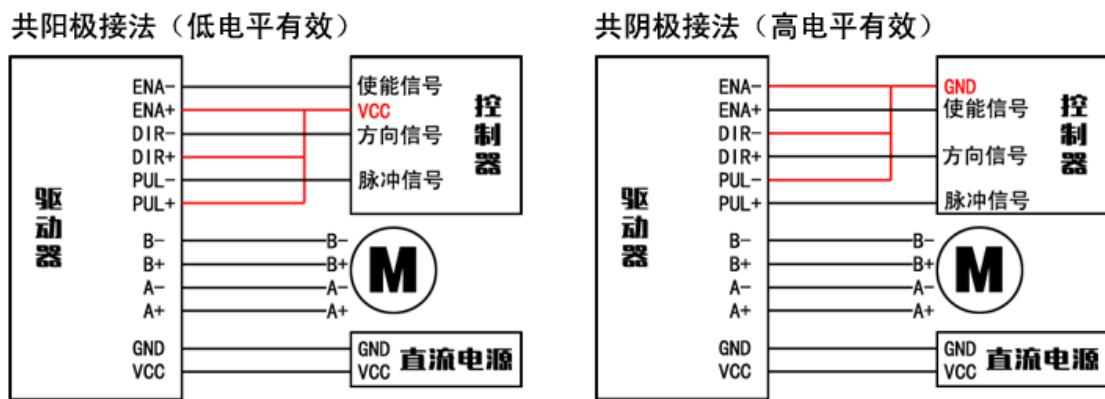 共阳极接法（低电平有效）
ENA-
ENA+
DIR-
DIR+
PUL-
PUL+
驱动器
B-
B+
A-
A+
GND
VCC
使能信号
VCC
方向信号
脉冲信号
控制器
B-
B+
A-
A+
M
GND
VCC
直流电源
共阴极接法（高电平有效）
ENA-
ENA+
DIR-
DIR+
PUL-
PUL+
驱动器
B-
B+
A-
A+
GND
VCC
GND
使能信号
方向信号
脉冲信号
控制器
B-
B+
A-
A+
M
GND
VCC
直流电源